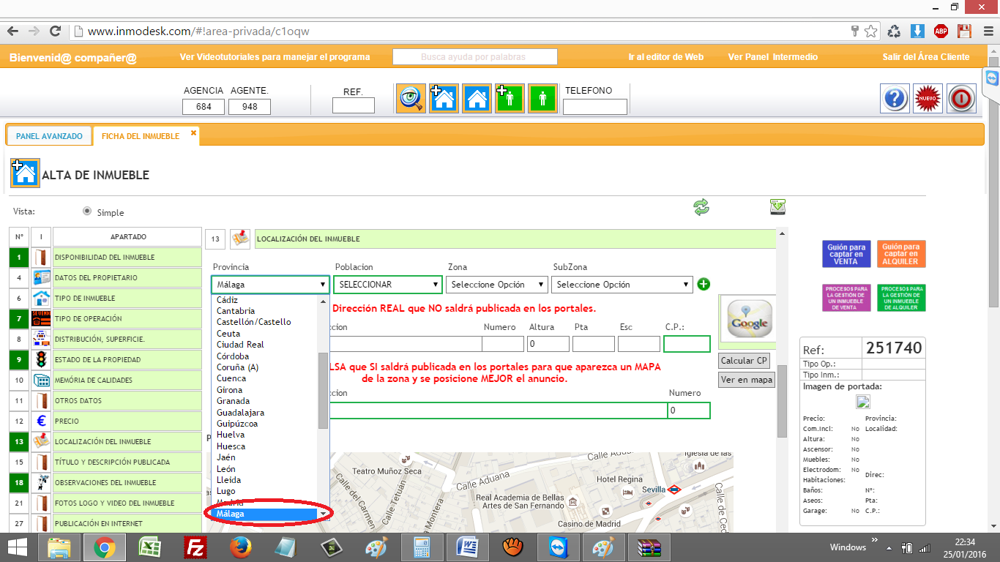 www.inmodesk.com/#!area-privada/c1oqw
ABP
Bienvenid@ compañer@
Ver Videotutoriales para manejar el programa
Busca ayuda por palabras
Ir al editor de Web
Ver Panel Intermedio
Salir del Área Cliente
AGENCIA AGENTE.
684 948
REF.
TELEFONO
NUEVO
PANEL AVANZADO
FICHA DEL INMUEBLE
ALTA DE INMUEBLE
Vista:
Simple
Nº I APARTADO
1 DISPONIBILIDAD DEL INMUEBLE
4 DATOS DEL PROPIETARIO
6 TIPO DE INMUEBLE
7 TIPO DE OPERACIÓN
8 DISTRIBUCIÓN, SUPERFICIE.
9 ESTADO DE LA PROPIEDAD
10 MEMÓRIA DE CALIDADES
11 OTROS DATOS
12 € PRECIO
13 LOCALIZACIÓN DEL INMUEBLE
15 TÍTULO Y DESCRIPCIÓN PUBLICADA
18 OBSERVACIONES DEL INMUEBLE
21 FOTOS LOGO Y VIDEO DEL INMUEBLE
27 PUBLICACIÓN EN INTERNET
13 LOCALIZACIÓN DEL INMUEBLE
Provincia Poblacion Zona SubZona
Málaga SELECCIONAR Seleccione Opción Seleccione Opción
Cádiz
Cantabria
Castellón/Castello
Ceuta
Ciudad Real
Córdoba
Coruña (A)
Cuenca
Girona
Granada
Guadalajara
Guipúzcoa
Huelva
Huesca
Jaén
León
Lleida
Lugo
Madrid
Málaga
Dirección REAL que NO saldrá publicada en los portales.
ccion Numero Altura Pta Esc C.P.:
0
LSA que SI saldrá publicada en los portales para que aparezca un MAPA
de la zona y se posicione MEJOR el anuncio.
ccion Numero
0
P
Google
Calcular CP
Ver en mapa
Teatro Muñoz Seca
Calle del Carmen
Calle Tetuán
Calle Aduana
Calle Aduana
Iglesia de las
Hotel Regina
Sevilla
Real Academia de Bellas
Artes de San Fernando
Casino de Madrid
Montera
Calle de Ced
Guión para
captar en
VENTA
Guión para
captar en
ALQUILER
PROCESOS PARA
LA GESTIÓN DE
UN INMUEBLE
DE VENTA
PROCESOS PARA
LA GESTIÓN DE
UN INMUEBLE
DE ALQUILER
Ref: 251740
Tipo Op.:
Tipo Inm.:
Imagen de portada:
Precio: Provincia:
Com.Incl: No Localidad:
Altura: No
Ascensor: No
Muebles: No
Electrodom: No
Habitaciones: Direc:
Baños: Nº:
Aseos: Pta:
Garage: No C.P.:
Windows
22:34
25/01/2016